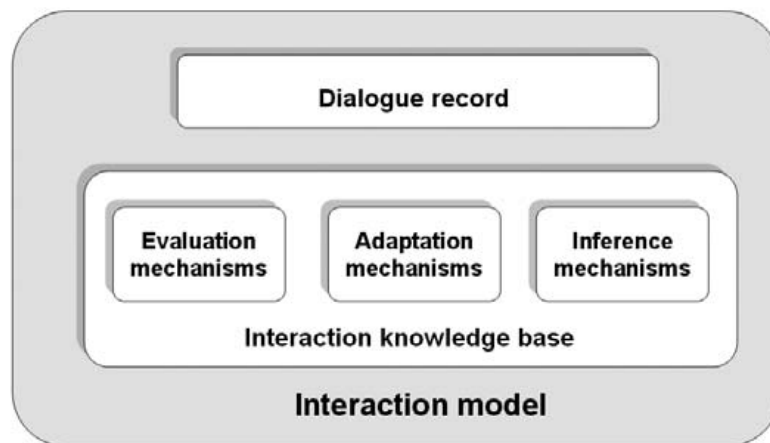 Dialogue record
Evaluation
mechanisms
Adaptation
mechanisms
Inference
mechanisms
Interaction knowledge base
Interaction model